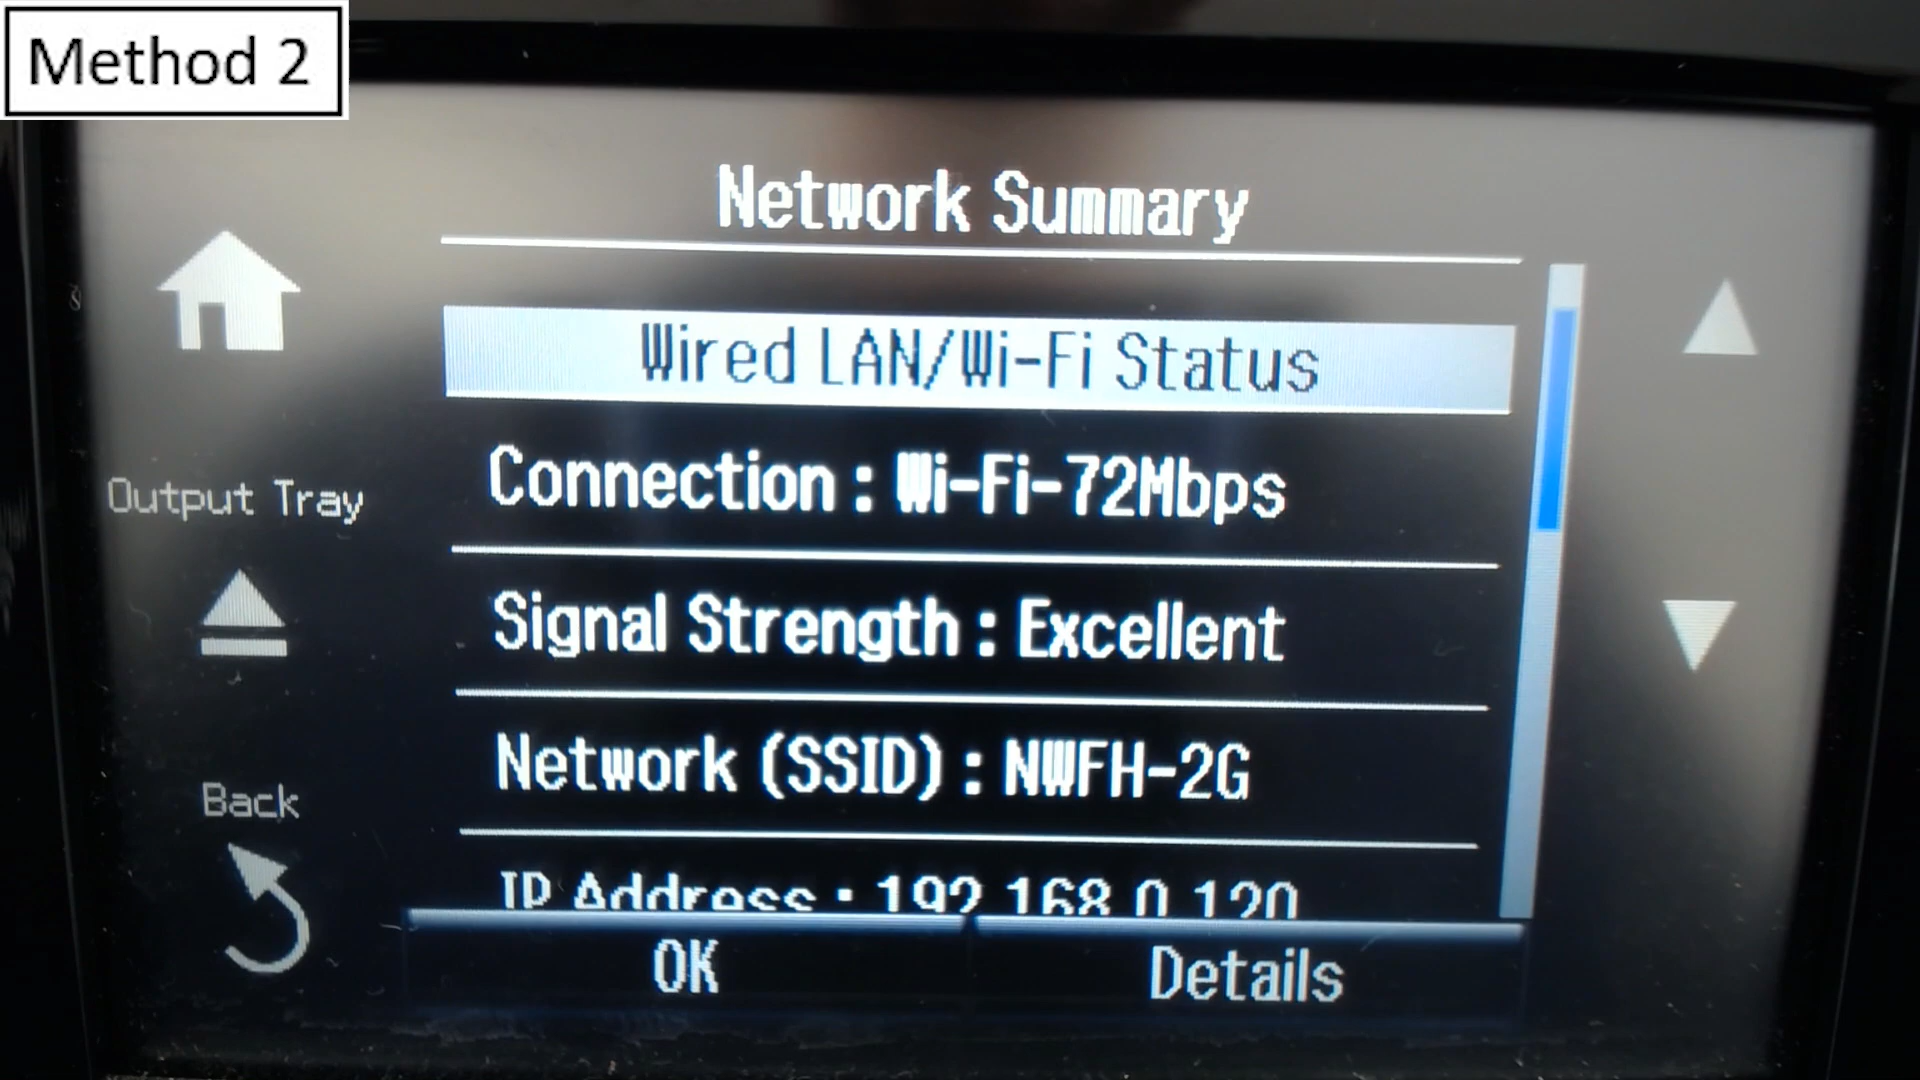 Method 2
Network Summary
Wired LAN/Wi-Fi Status
Output Tray
Connection : Wi-Fi-72Mbps
Signal Strength : Excellent
Network (SSID) : NWFH-2G
Back
IP Address : 192.168.0.120
OK
Details